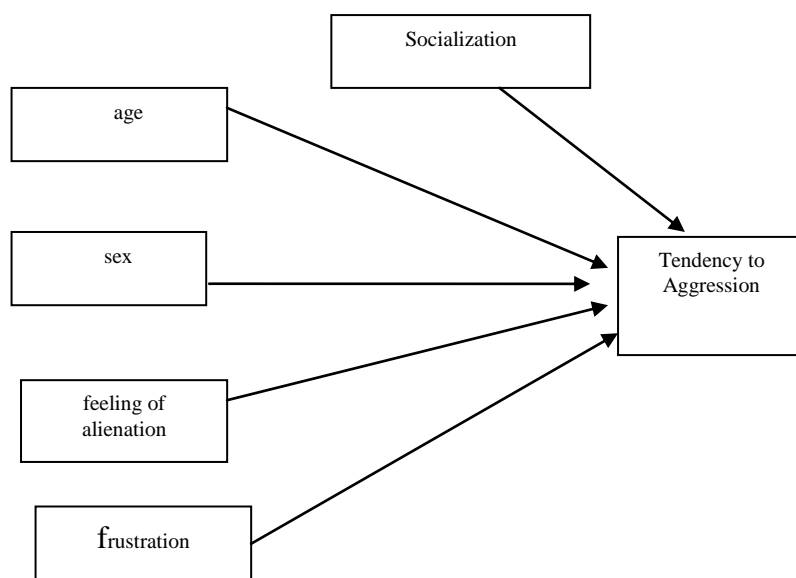 Socialization
age
sex
Tendency to
Aggression
feeling of
alienation
frustration